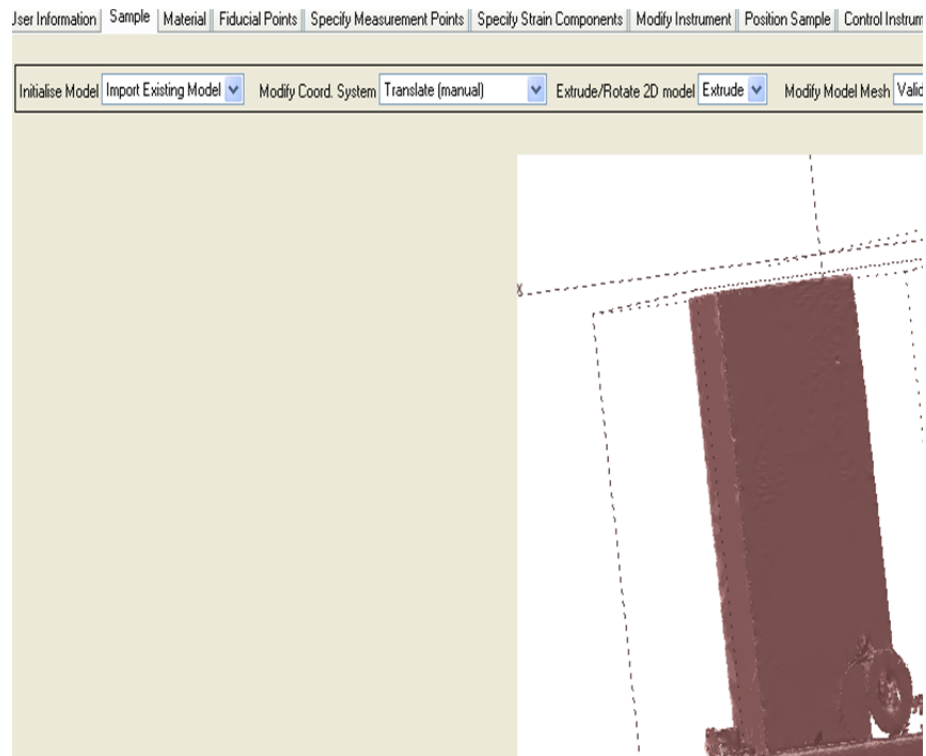 User Information Sample Material Fiducial Points Specify Measurement Points Specify Strain Components Modify Instrument Position Sample Control Instrum
Initialise Model Import Existing Model Modify Coord. System Translate (manual) Extrude/Rotate 2D model Extrude Modify Model Mesh Valid
X